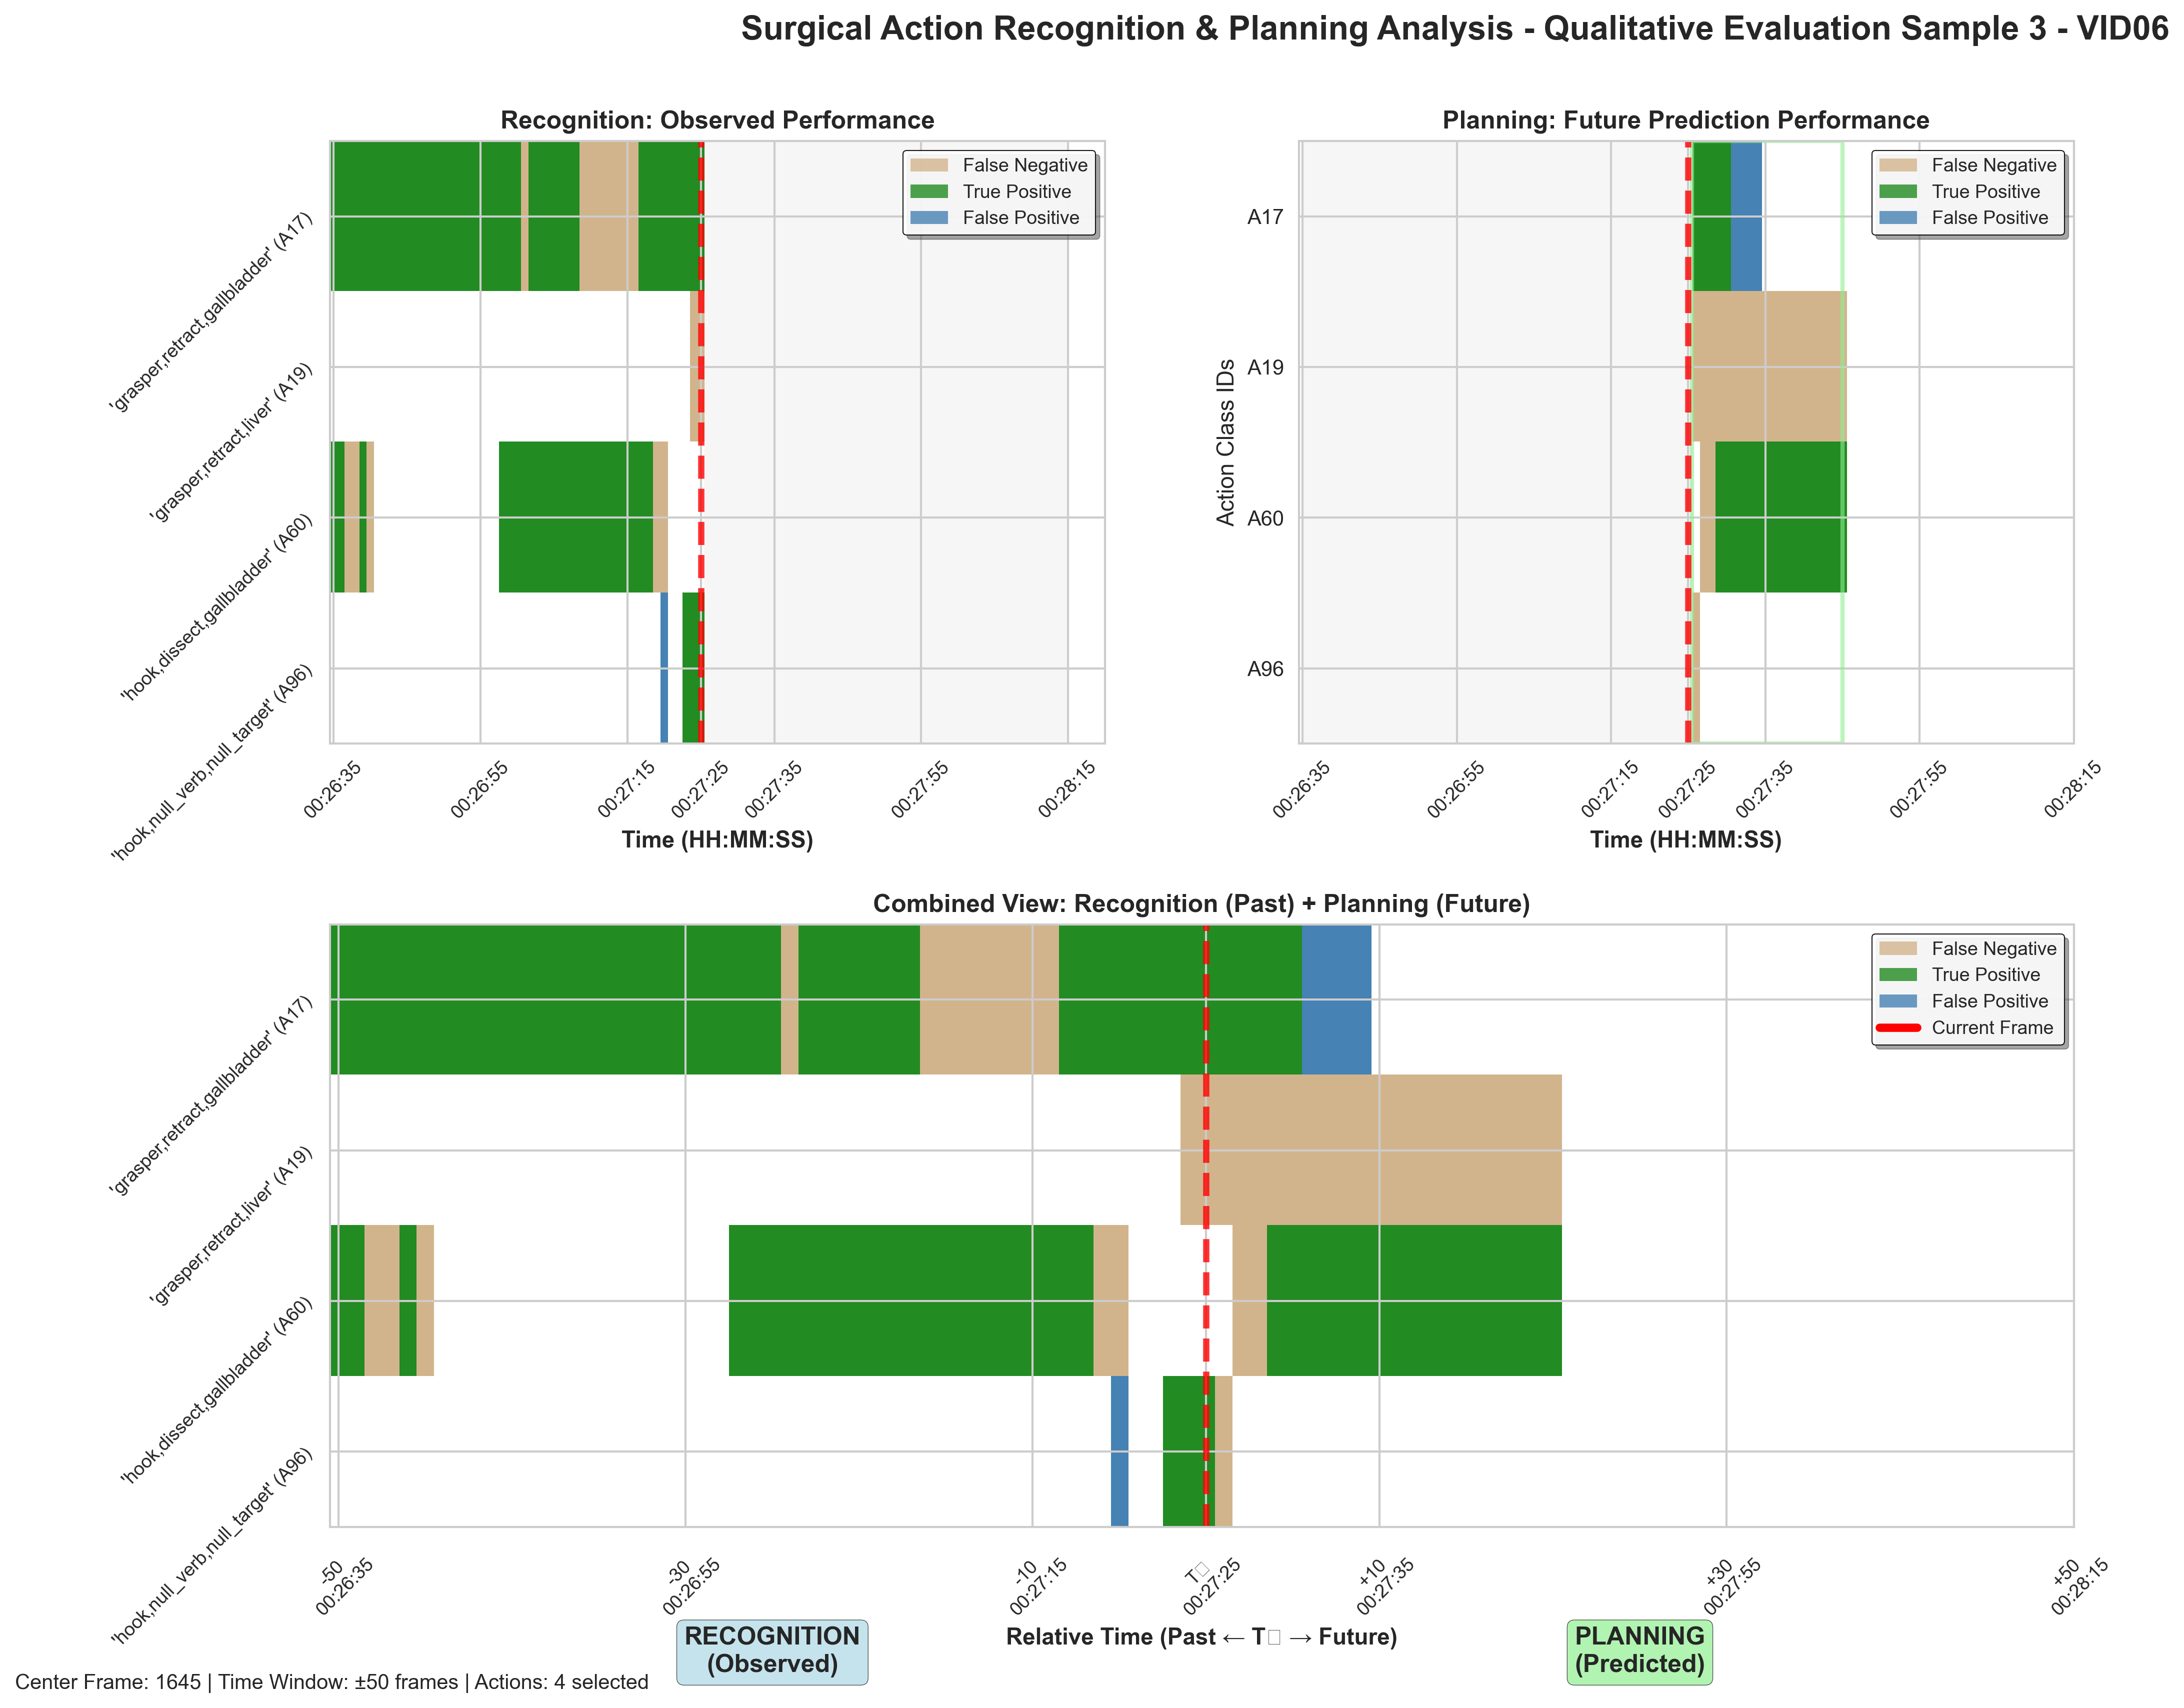 Surgical Action Recognition & Planning Analysis - Qualitative Evaluation Sample 3 - VID06
Recognition: Observed Performance
False Negative
True Positive
False Positive
'grasper,retract,gallbladder' (A17)
'grasper,retract,liver' (A19)
'hook,dissect,gallbladder' (A60)
'hook,null_verb,null_target' (A96)
00:26:35
00:26:55
00:27:15
00:27:25
00:27:35
00:27:55
00:28:15
Time (HH:MM:SS)
Planning: Future Prediction Performance
False Negative
True Positive
False Positive
Action Class IDs
A17
A19
A60
A96
00:26:35
00:26:55
00:27:15
00:27:25
00:27:35
00:27:55
00:28:15
Time (HH:MM:SS)
Combined View: Recognition (Past) + Planning (Future)
False Negative
True Positive
False Positive
Current Frame
'grasper,retract,gallbladder' (A17)
'grasper,retract,liver' (A19)
'hook,dissect,gallbladder' (A60)
'hook,null_verb,null_target' (A96)
-50
00:26:35
-30
00:26:55
-10
00:27:15
T□
00:27:25
+10
00:27:35
+30
00:27:55
+50
00:28:15
Relative Time (Past ← T□ → Future)
RECOGNITION
(Observed)
PLANNING
(Predicted)
Center Frame: 1645 | Time Window: ±50 frames | Actions: 4 selected